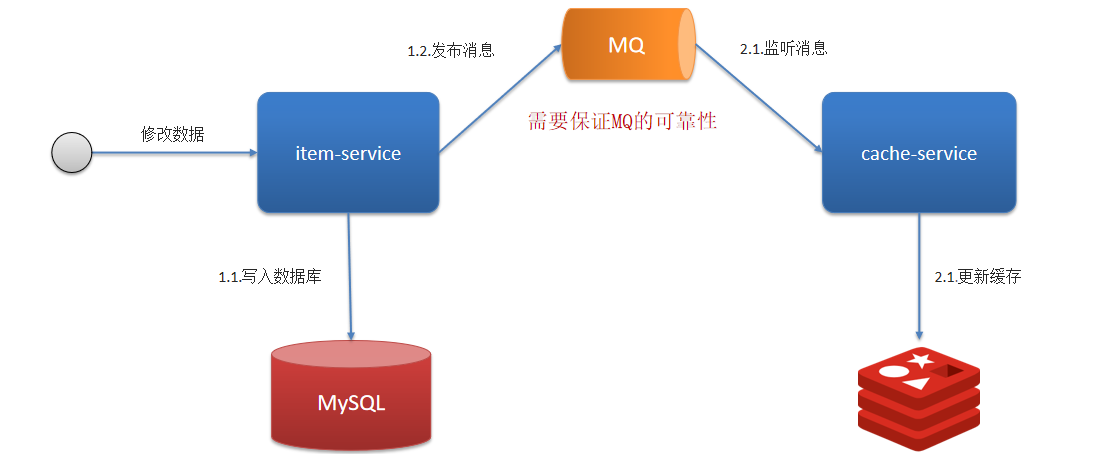 MQ
1.2.发布消息
2.1.监听消息
需要保证MQ的可靠性
修改数据
item-service
cache-service
1.1.写入数据库
2.1.更新缓存
MySQL